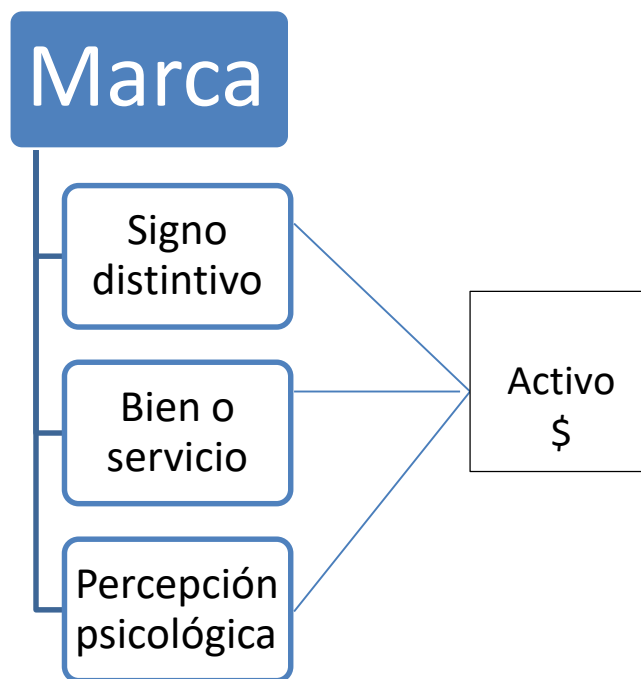 Marca
Signo
distintivo
Bien o
servicio
Percepción
psicológica
Activo
$